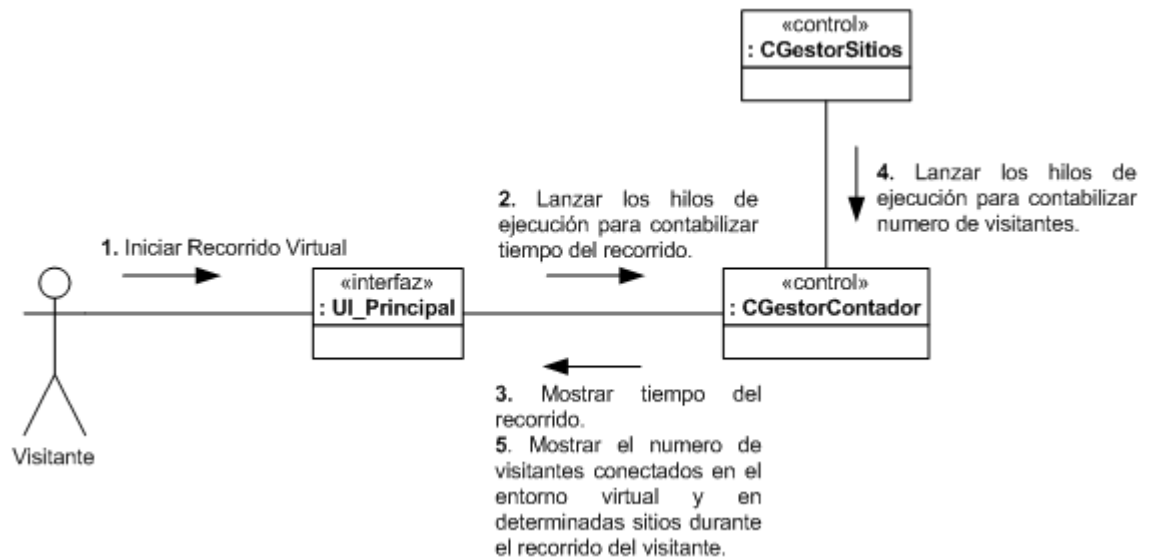 «control»
: CGestorSitios
4. Lanzar los hilos de
ejecución para contabilizar
numero de visitantes.
2. Lanzar los hilos de
ejecución para contabilizar
tiempo del recorrido.
1. Iniciar Recorrido Virtual
«interfaz»
: UI_Principal
«control»
: CGestorContador
3. Mostrar tiempo del
recorrido.
5. Mostrar el numero de
visitantes conectados en el
entorno virtual y en
determinadas sitios durante
el recorrido del visitante.
Visitante